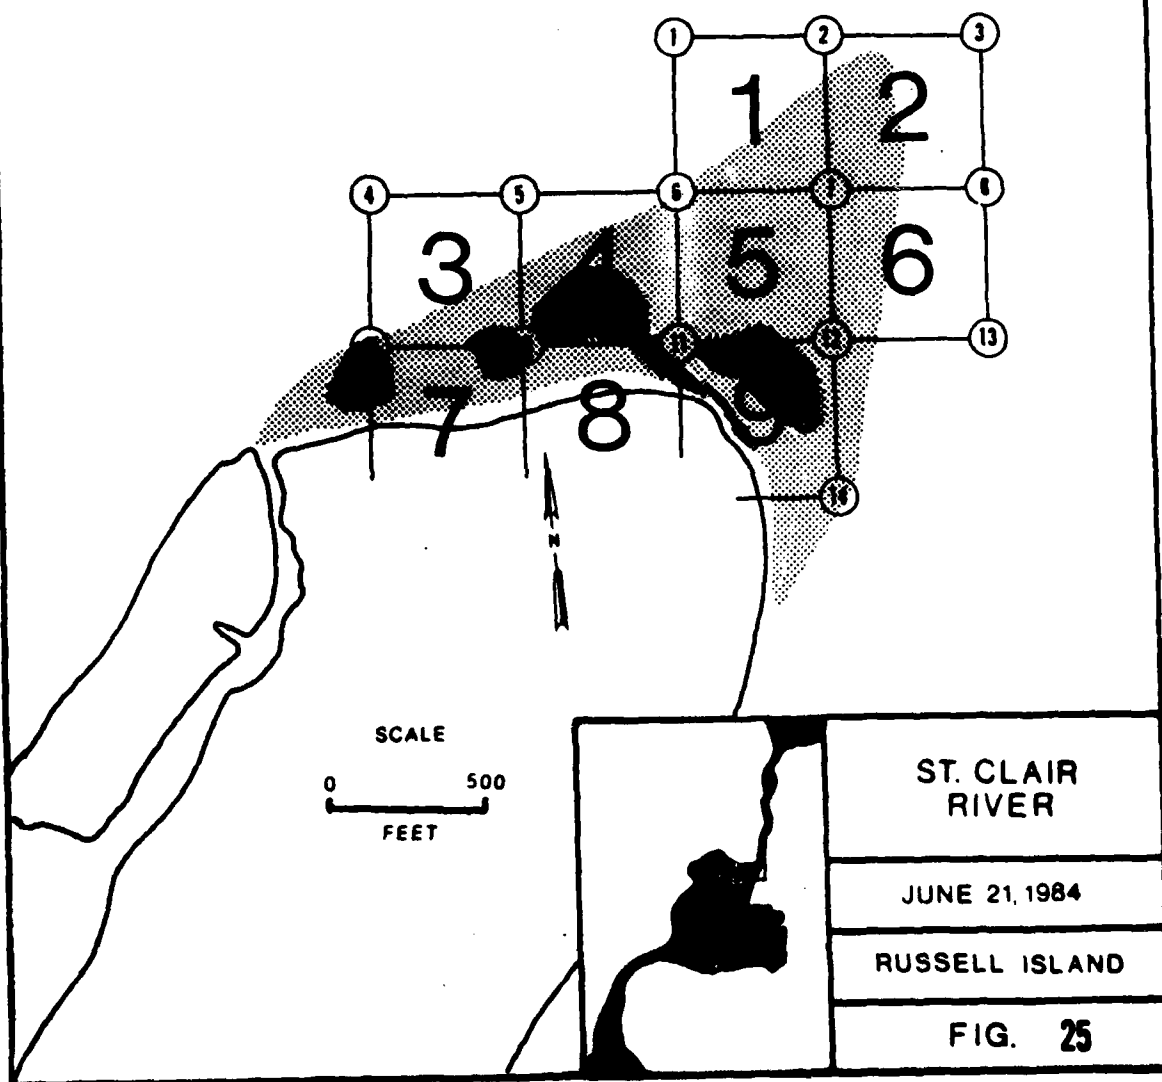 1 2 3
1 2
4 5 6 8
3 4 5 6
11 12 13
7 8 9
14
N
SCALE
0 500
FEET
ST. CLAIR
RIVER
JUNE 21, 1984
RUSSELL ISLAND
FIG. 25